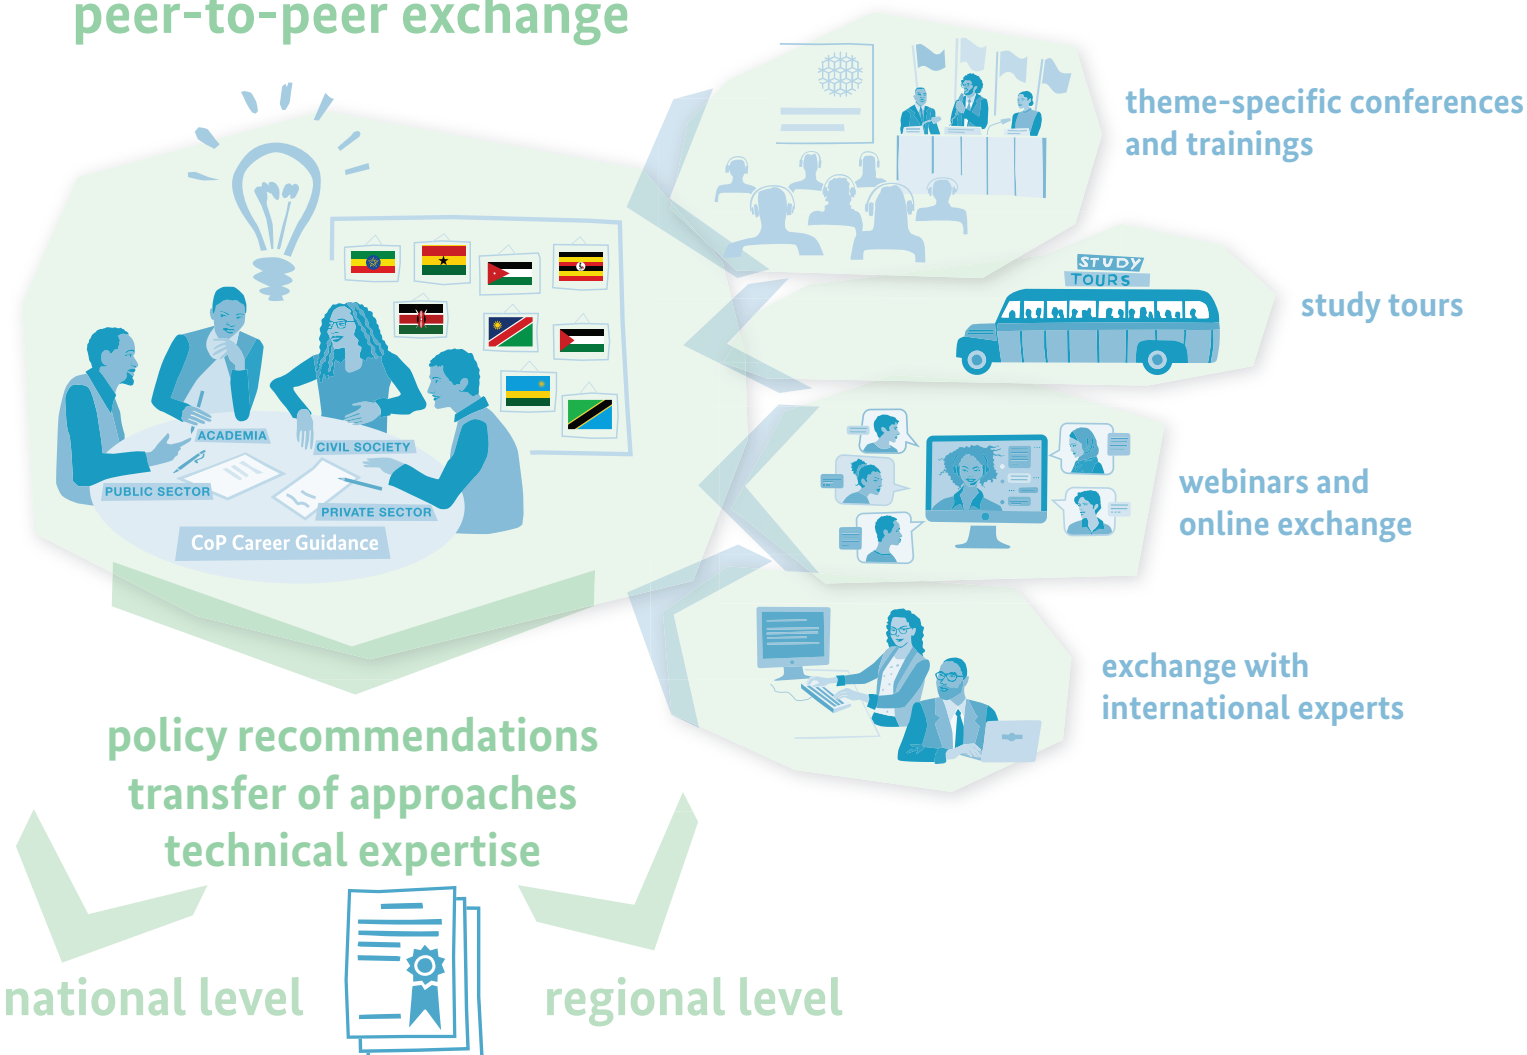 peer-to-peer exchange
theme-specific conferences
and trainings
STUDY
TOURS
study tours
ACADEMIA
CIVIL SOCIETY
PUBLIC SECTOR
PRIVATE SECTOR
CoP Career Guidance
webinars and
online exchange
exchange with
international experts
policy recommendations
transfer of approaches
technical expertise
national level
regional level